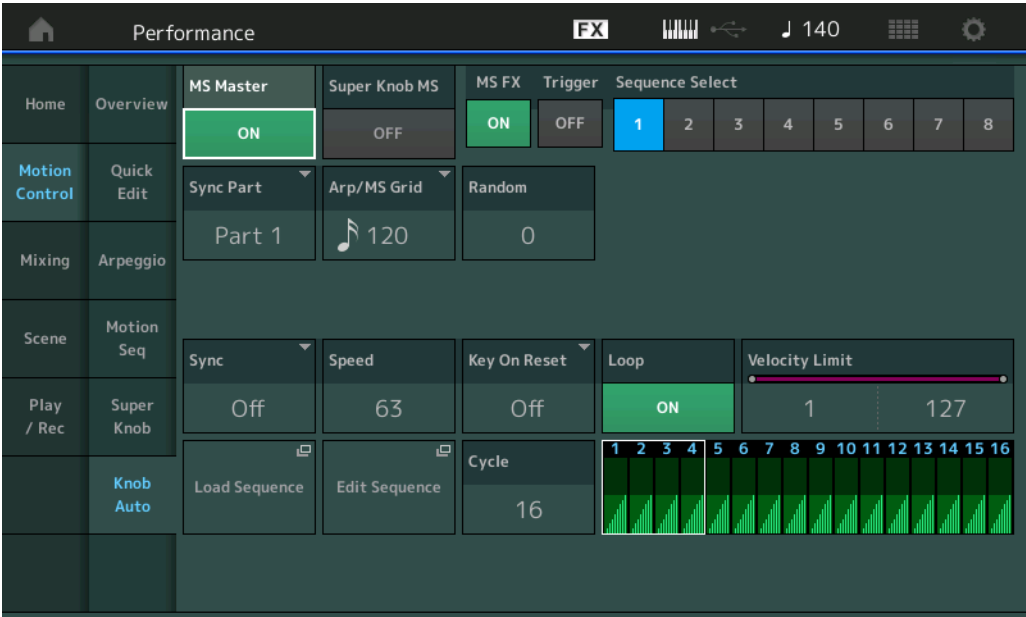 Performance
FX
140
Home
Overview
MS Master
ON
Super Knob MS
OFF
MS FX
ON
Trigger
OFF
Sequence Select
1 2 3 4 5 6 7 8
Motion
Control
Quick
Edit
Sync Part
Part 1
Arp/MS Grid
120
Random
0
Mixing
Arpeggio
Scene
Motion
Seq
Sync
Off
Speed
63
Key On Reset
Off
Loop
ON
Velocity Limit
1 127
Play
/ Rec
Super
Knob
Knob
Auto
Load Sequence
Edit Sequence
Cycle
16
1 2 3 4 5 6 7 8 9 10 11 12 13 14 15 16